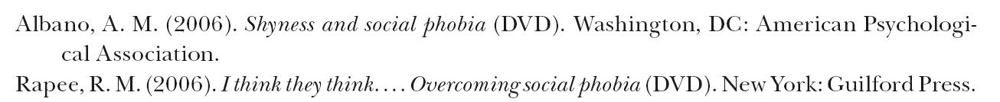 Albano, A. M. (2006). Shyness and social phobia (DVD). Washington, DC: American Psychologi-
cal Association.
Rapee, R. M. (2006). I think they think. . . . Overcoming social phobia (DVD). New York: Guilford Press.